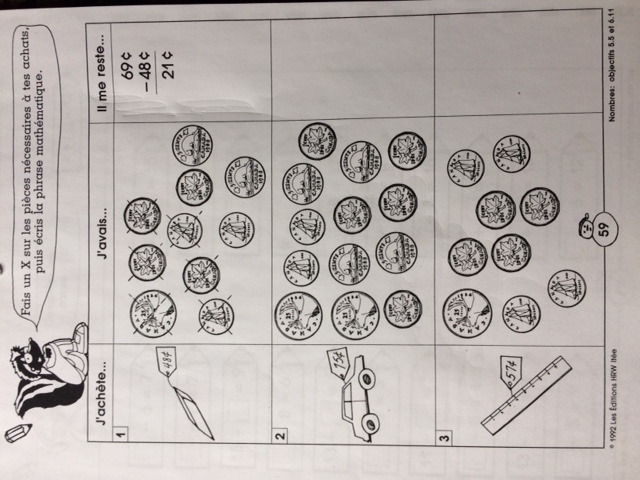 Fais un X sur les pièces nécessaires à tes achats,
puis écris la phrase mathématique.
J'achète... J'avais... Il me reste...
1
48¢
69¢
–48¢
21¢
2
75¢
3
57¢
© 1992 Les Éditions HRW ltée
59
Nombres: objectifs 5.5 et 6.11